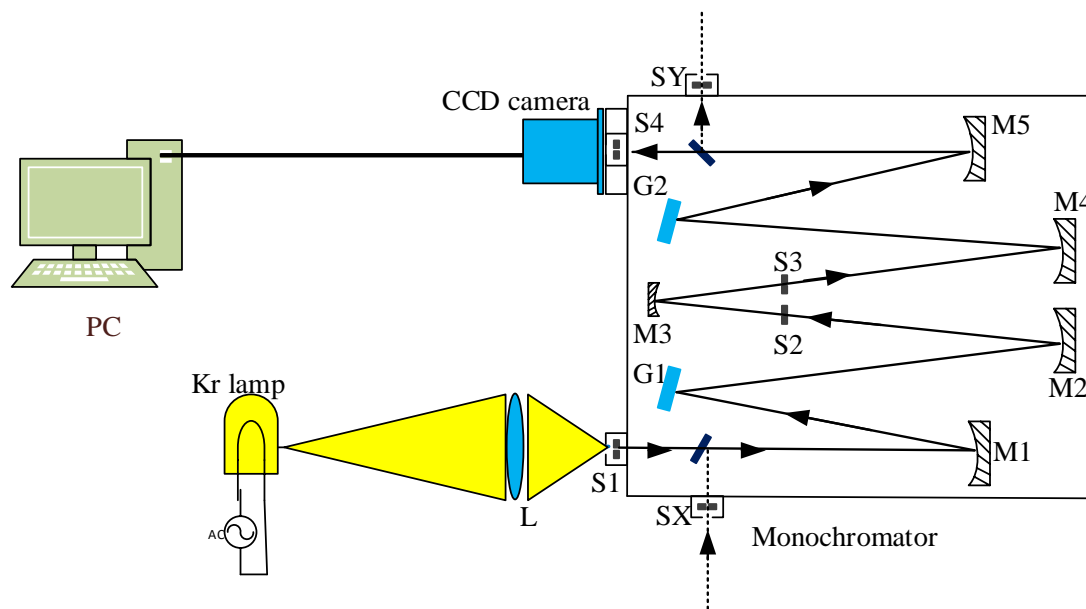 SY
CCD camera
S4
M5
G2
M4
S3
PC
M3
S2
Kr lamp
G1
M2
M1
S1
L
SX
AC
Monochromator